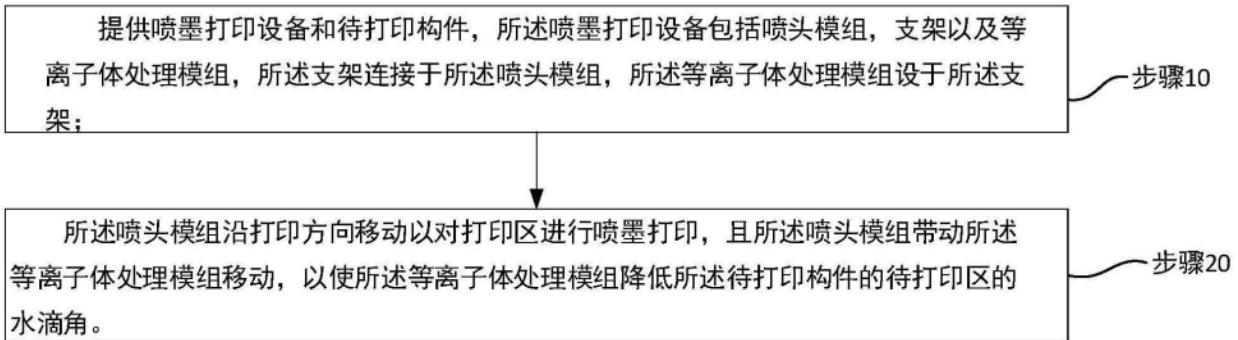 提供喷墨打印设备和待打印构件，所述喷墨打印设备包括喷头模组，支架以及等
离子体处理模组，所述支架连接于所述喷头模组，所述等离子体处理模组设于所述支
架；
步骤10
所述喷头模组沿打印方向移动以对打印区进行喷墨打印，且所述喷头模组带动所述
等离子体处理模组移动，以使所述等离子体处理模组降低所述待打印构件的待打印区的
水滴角。
步骤20